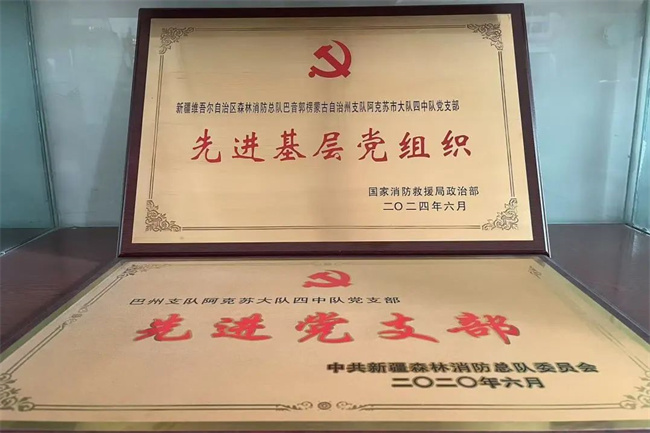 新疆维吾尔自治区森林消防总队巴音郭楞蒙古自治州支队阿克苏市大队四中队党支部
先进基层党组织
国家消防救援局政治部
二〇二四年六月
巴州支队阿克苏大队四中队党支部
先进党支部
中共新疆森林消防总队委员会
二〇二〇年六月